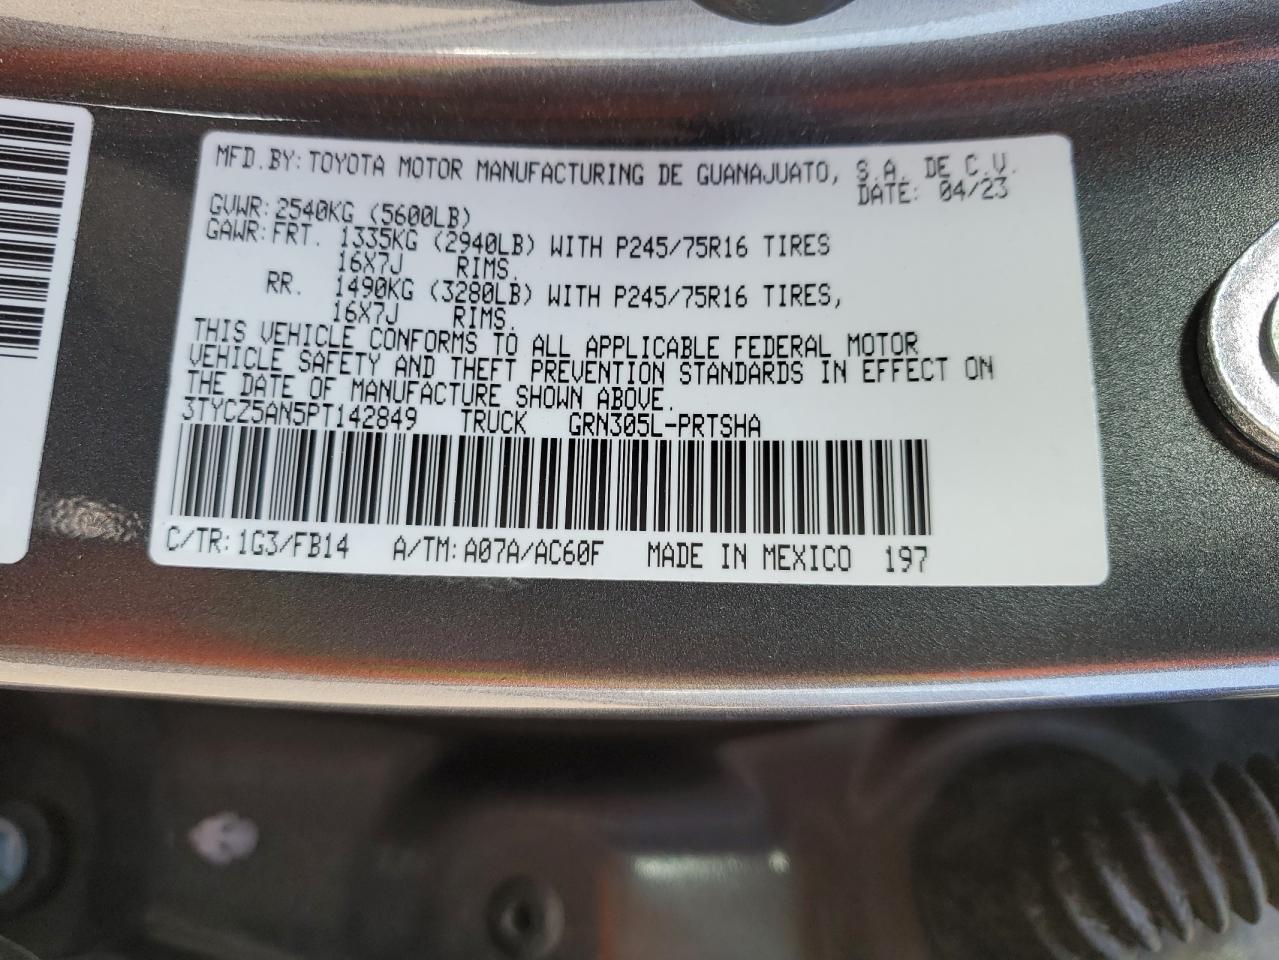 MFD.BY: TOYOTA MOTOR MANUFACTURING DE GUANAJUATO, S.A. DE C.V.
DATE: 04/23
GVWR: 2540KG (5600LB)
GAWR: FRT. 1335KG (2940LB) WITH P245/75R16 TIRES
16X7J RIMS.
RR. 1490KG (3280LB) WITH P245/75R16 TIRES,
16X7J RIMS.
THIS VEHICLE CONFORMS TO ALL APPLICABLE FEDERAL MOTOR
VEHICLE SAFETY AND THEFT PREVENTION STANDARDS IN EFFECT ON
THE DATE OF MANUFACTURE SHOWN ABOVE.
3TYCZ5AN5PT142849 TRUCK GRN305L-PRTSHA
C/TR: 1G3/FB14 A/TM: A07A/AC60F MADE IN MEXICO 197